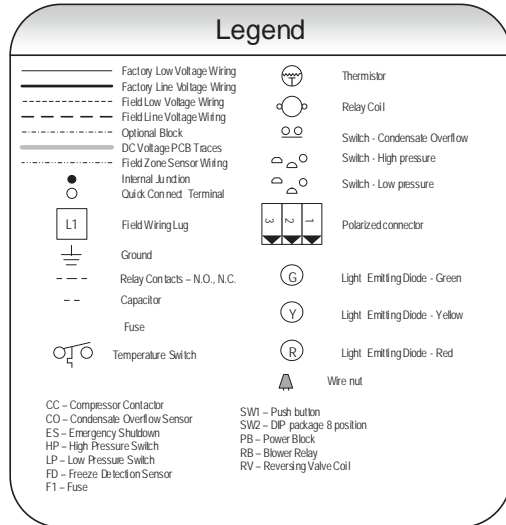 Legend
Factory Low Voltage Wiring
Factory Line Voltage Wiring
Field Low Voltage Wiring
Field Line Voltage Wiring
Optional Block
DC Voltage PCB Traces
Field Zone Sensor Wiring
Internal Junction
Quick Connect Terminal
L1 Field Wiring Lug
Ground
Relay Contacts – N.O., N.C.
Capacitor
Fuse
Temperature Switch
T Thermistor
Relay Coil
Switch - Condensate Overflow
Switch - High pressure
Switch - Low pressure
3 2 1 Polarized connector
G Light Emitting Diode - Green
Y Light Emitting Diode - Yellow
R Light Emitting Diode - Red
Wire nut
CC – Compressor Contactor
CO – Condensate Overflow Sensor
ES – Emergency Shutdown
HP – High Pressure Switch
LP – Low Pressure Switch
FD – Freeze Detection Sensor
F1 – Fuse
SW1 – Push button
SW2 – DIP package 8 position
PB – Power Block
RB – Blower Relay
RV – Reversing Valve Coil